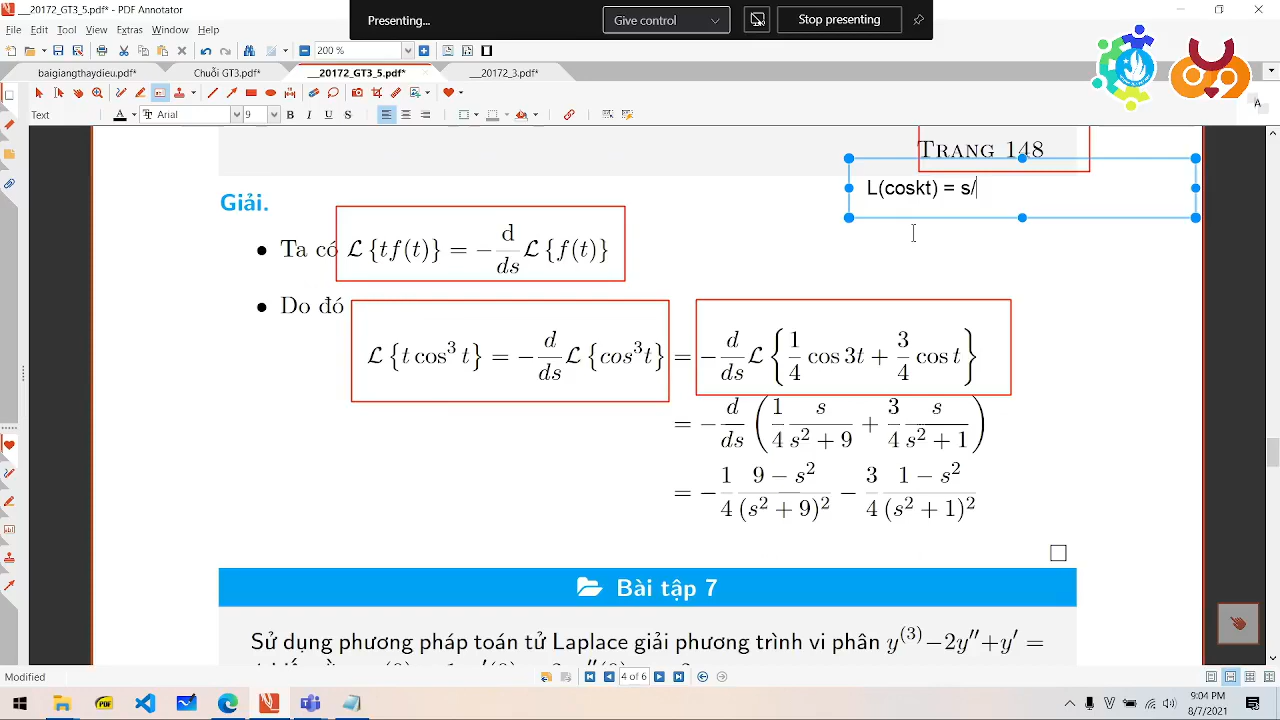 __20172_GT3_5.pdf* - PDF Annotator
Presenting...
Give control
Stop presenting
File Edit Tool View Document Window Help
200 %
baigiangthaydieu.pdf*
Chuỗi GT3.pdf*
__20172_GT3_5.pdf*
__20172_3.pdf*
Text
Arial
9
B I U S
A
TRANG 148
L(coskt) = s/
Giải.
• Ta có ℒ {tf(t)} = − d/ds ℒ {f(t)}
• Do đó
ℒ {t cos³ t} = − d/ds ℒ {cos³t} = − d/ds ℒ {1/4 cos 3t + 3/4 cos t}
= − d/ds (1/4 s/(s² + 9) + 3/4 s/(s² + 1))
= − 1/4 (9 − s²)/(s² + 9)² − 3/4 (1 − s²)/(s² + 1)²
□
Bài tập 7
Sử dụng phương pháp toán tử Laplace giải phương trình vi phân y⁽³⁾−2y″+y′ =
Modified
4 of 6
PDF
9:04 PM
8/7/2021